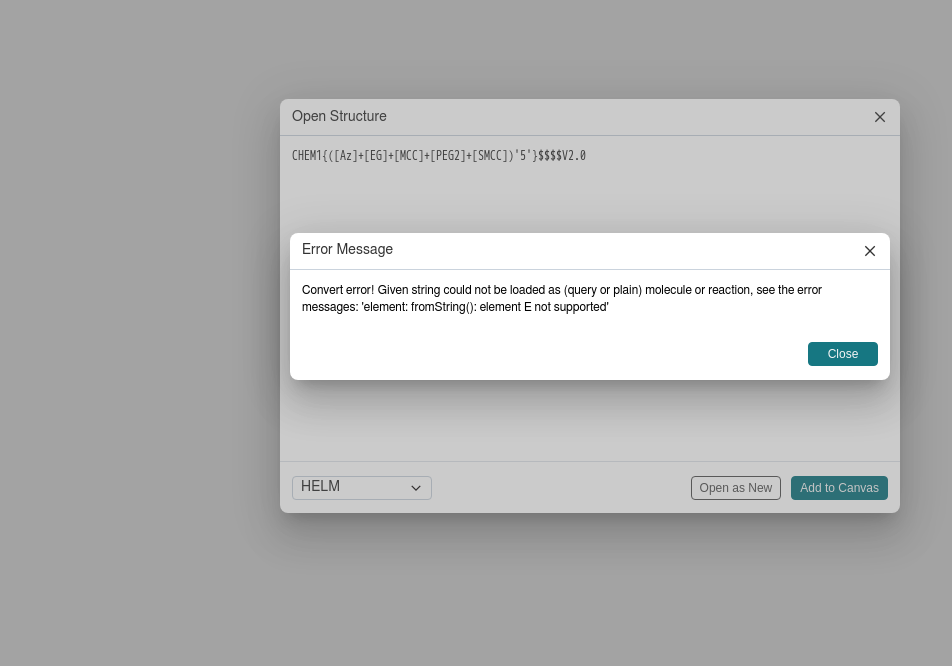 Open Structure
CHEM1{([Az]+[EG]+[MCC]+[PEG2]+[SMCC])'5'}$$$$V2.0
Error Message
Convert error! Given string could not be loaded as (query or plain) molecule or reaction, see the error
messages: 'element: fromString(): element E not supported'
Close
HELM
Open as New
Add to Canvas